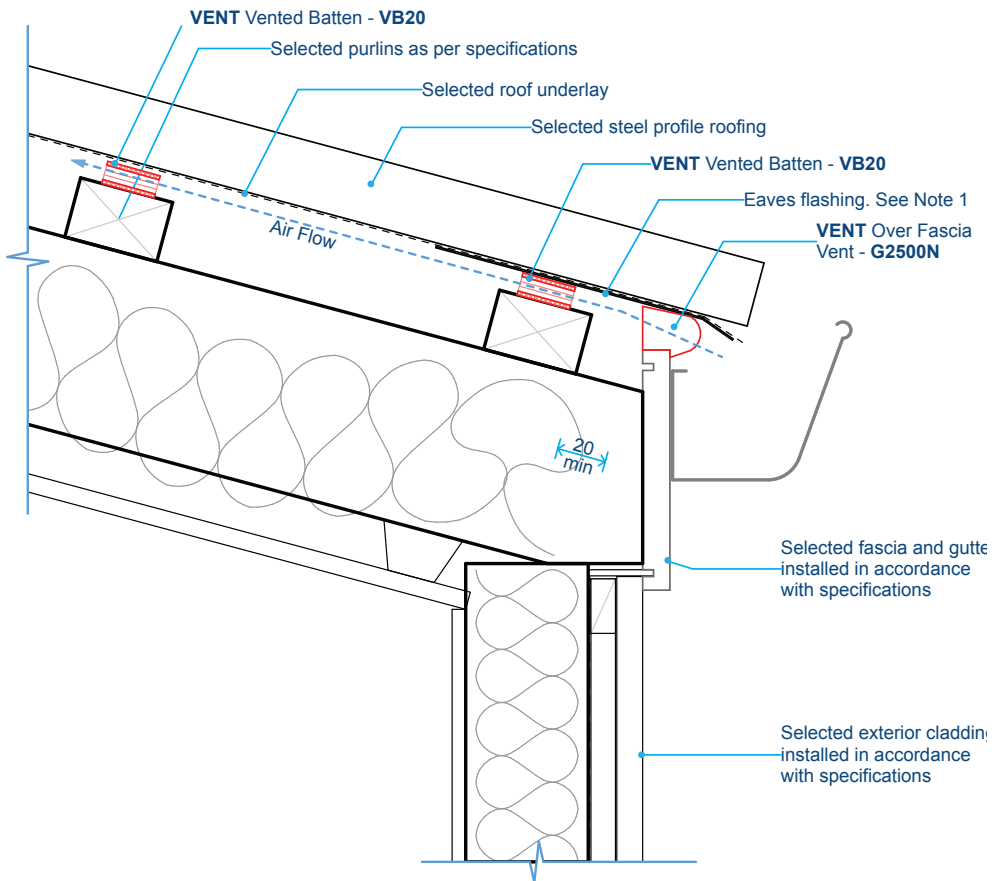 VENT Vented Batten - VB20
Selected purlins as per specifications
Selected roof underlay
Selected steel profile roofing
VENT Vented Batten - VB20
Eaves flashing. See Note 1
VENT Over Fascia
Vent - G2500N
Air Flow
20
min
Selected fascia and gutte
installed in accordance
with specifications
Selected exterior cladding
installed in accordance
with specifications